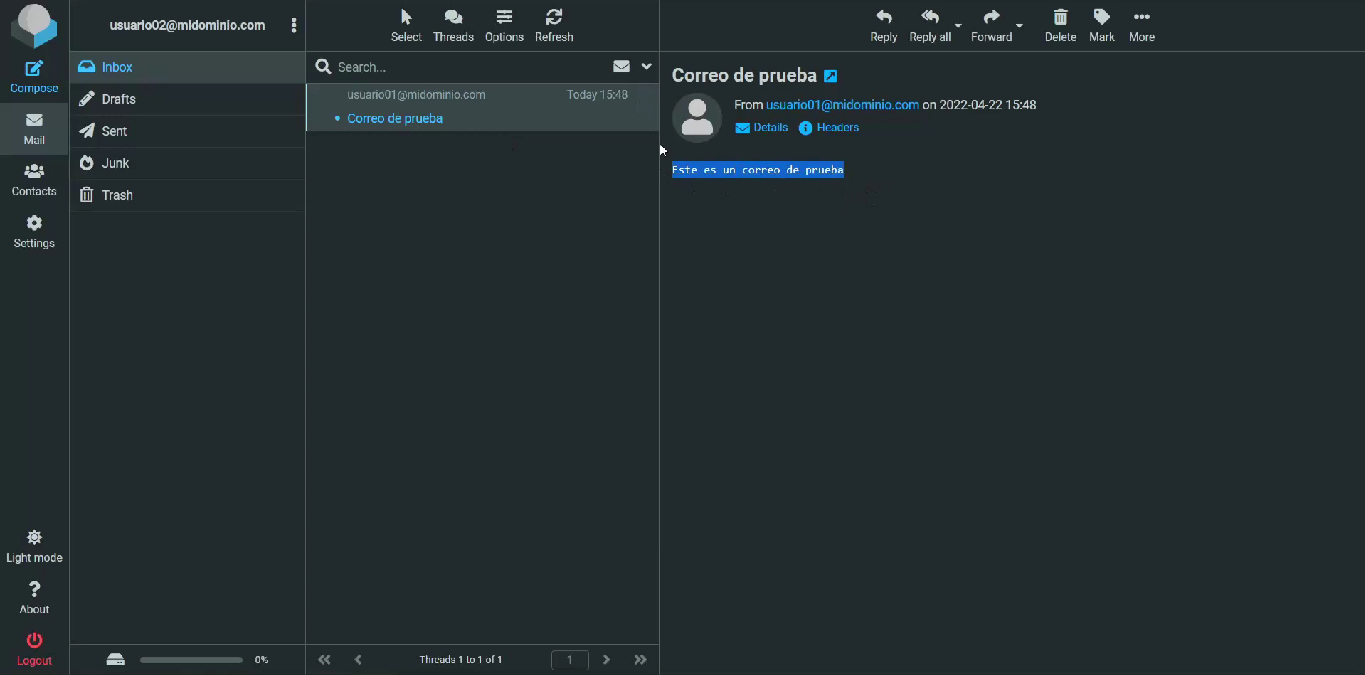 Compose
Mail
Contacts
Settings
Light mode
About
Logout
usuario02@midominio.com
Inbox
Drafts
Sent
Junk
Trash
0%
Select
Threads
Options
Refresh
Search...
usuario01@midominio.com
Today 15:48
Correo de prueba
Threads 1 to 1 of 1
1
Reply
Reply all
Forward
Delete
Mark
More
Correo de prueba
From usuario01@midominio.com on 2022-04-22 15:48
Details
Headers
Este es un correo de prueba